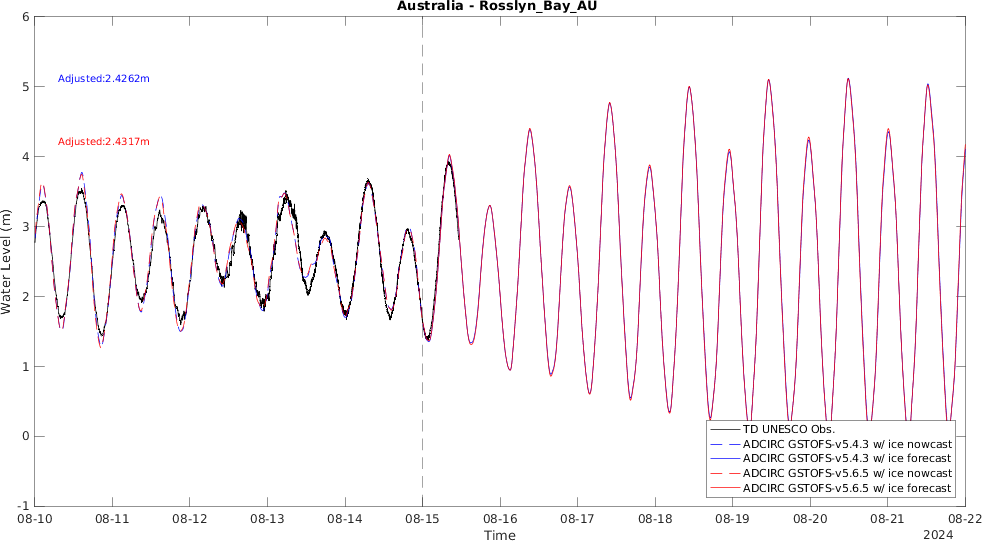 Australia - Rosslyn_Bay_AU
6
5
4
3
2
1
0
-1
Water Level (m)
Adjusted:2.4262m
Adjusted:2.4317m
TD UNESCO Obs.
ADCIRC GSTOFS-v5.4.3 w/ ice nowcast
ADCIRC GSTOFS-v5.4.3 w/ ice forecast
ADCIRC GSTOFS-v5.6.5 w/ ice nowcast
ADCIRC GSTOFS-v5.6.5 w/ ice forecast
08-10 08-11 08-12 08-13 08-14 08-15 08-16 08-17 08-18 08-19 08-20 08-21 08-22
Time
2024